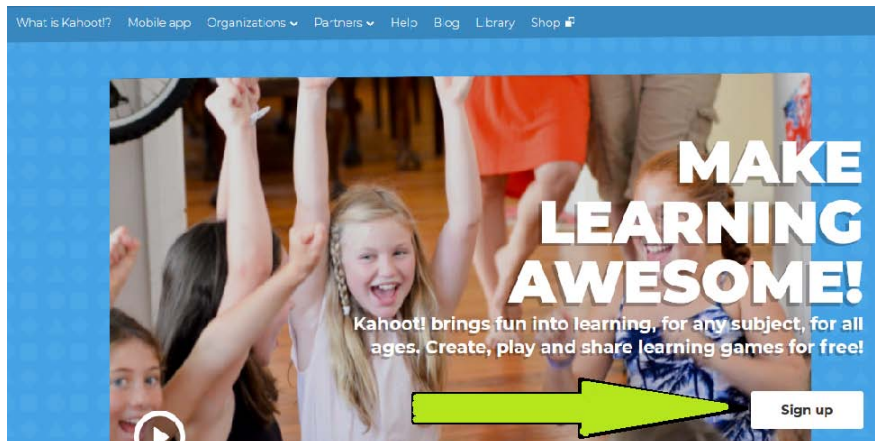 What is Kahoot!? Mobile app Organizations Partners Help Blog Library Shop
MAKE
LEARNING
AWESOME!
Kahoot! brings fun into learning, for any subject, for all
ages. Create, play and share learning games for free!
Sign up